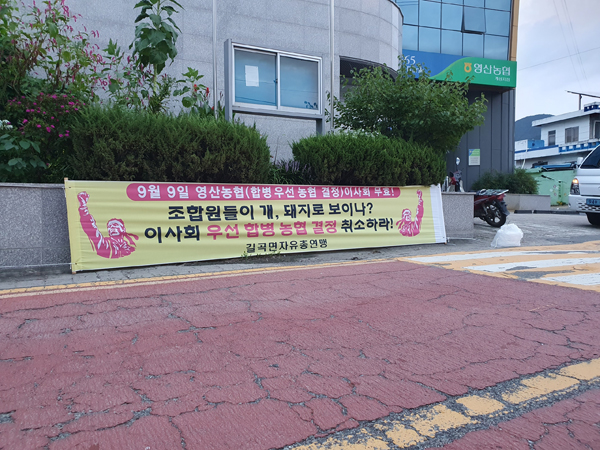 365
영산농협
9월 9일 영산농협(합병우선 농협 결정)이사회 무효!
조합원들이 개, 돼지로 보이나?
이사회 우선 합병 농협 결정 취소하라!
길곡면자유총연맹